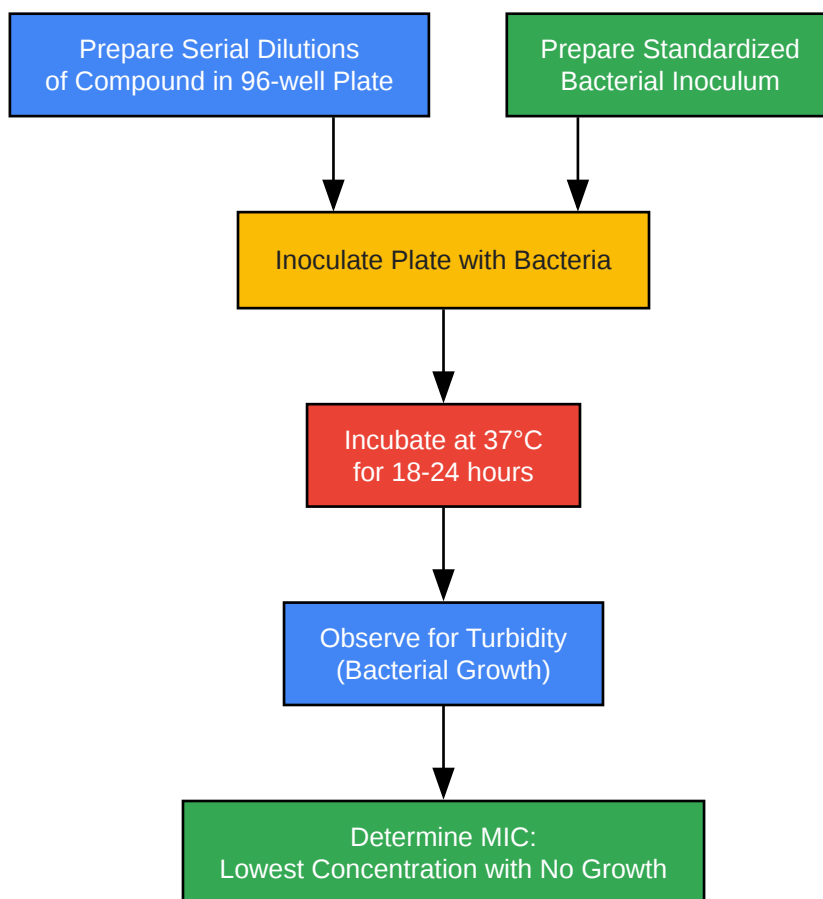 Prepare Serial Dilutions
of Compound in 96-well Plate
Prepare Standardized
Bacterial Inoculum
Inoculate Plate with Bacteria
Incubate at 37°C
for 18-24 hours
Observe for Turbidity
(Bacterial Growth)
Determine MIC:
Lowest Concentration with No Growth